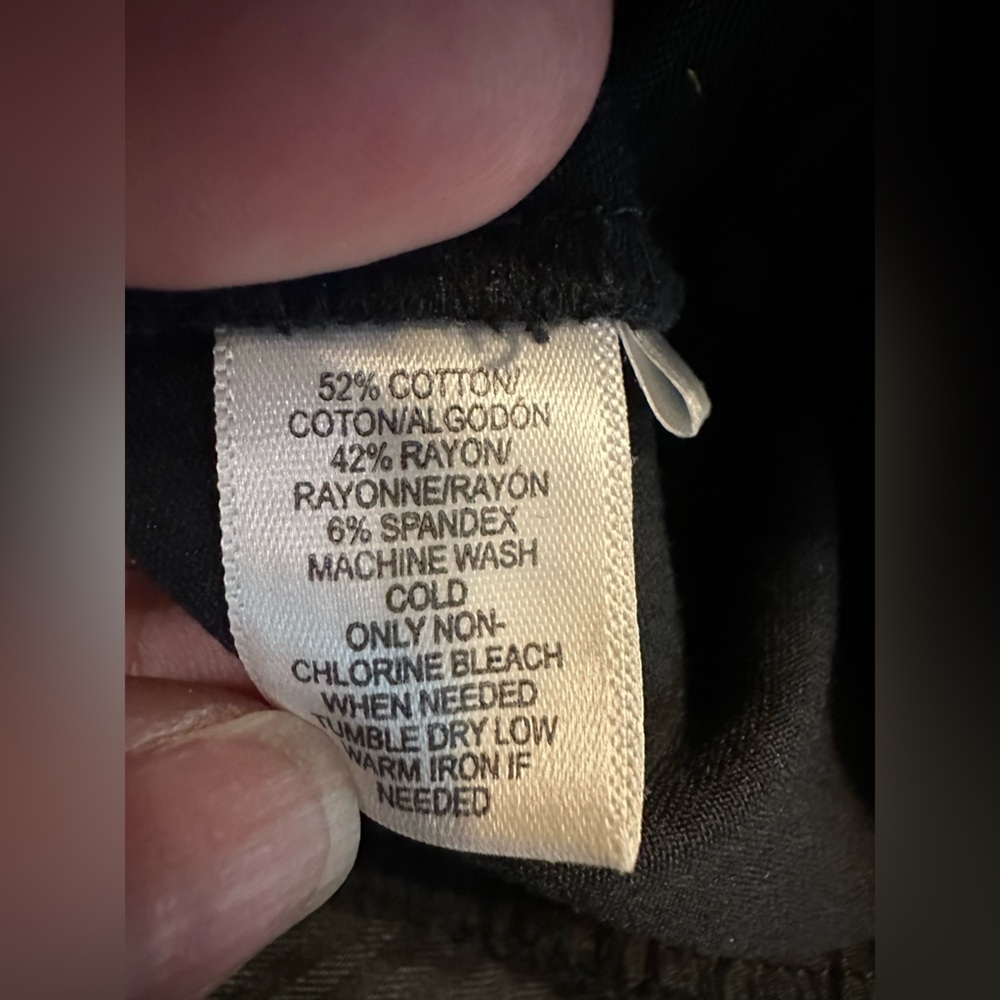 52% COTTON/
COTON/ALGODÓN
42% RAYON/
RAYONNE/RAYÓN
6% SPANDEX
MACHINE WASH
COLD
ONLY NON-
CHLORINE BLEACH
WHEN NEEDED
TUMBLE DRY LOW
WARM IRON IF
NEEDED